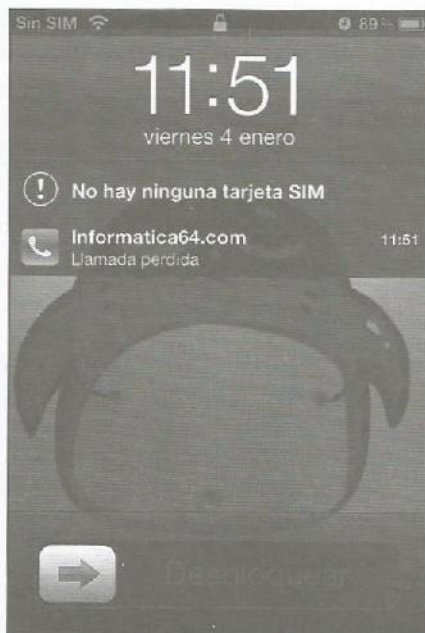 Sin SIM 89 %
11:51
viernes 4 enero
No hay ninguna tarjeta SIM
Informatica64.com 11:51
Llamada perdida
Desbloquear